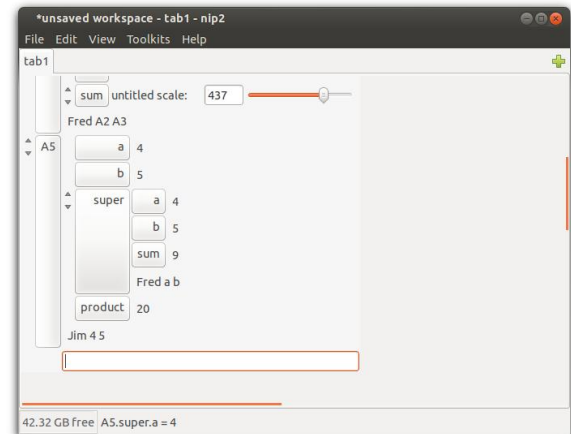 *unsaved workspace - tab1 - nip2
File Edit View Toolkits Help
tab1
sum untitled scale: 437
Fred A2 A3
A5 a 4
b 5
super a 4
b 5
sum 9
Fred a b
product 20
Jim 4 5
42.32 GB free A5.super.a = 4